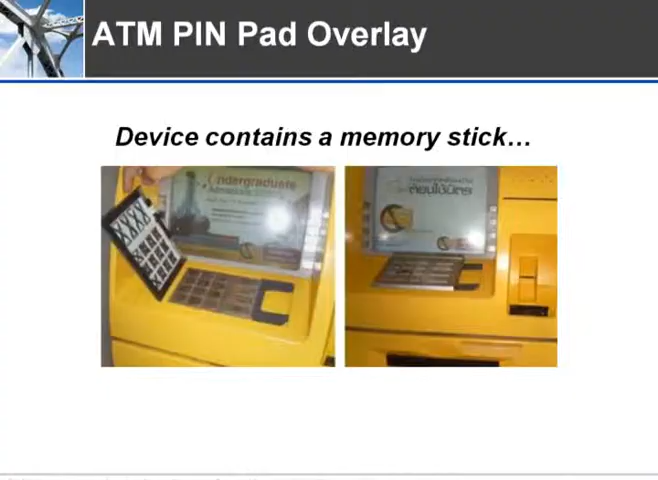 ATM PIN Pad Overlay
Device contains a memory stick...
Undergraduate